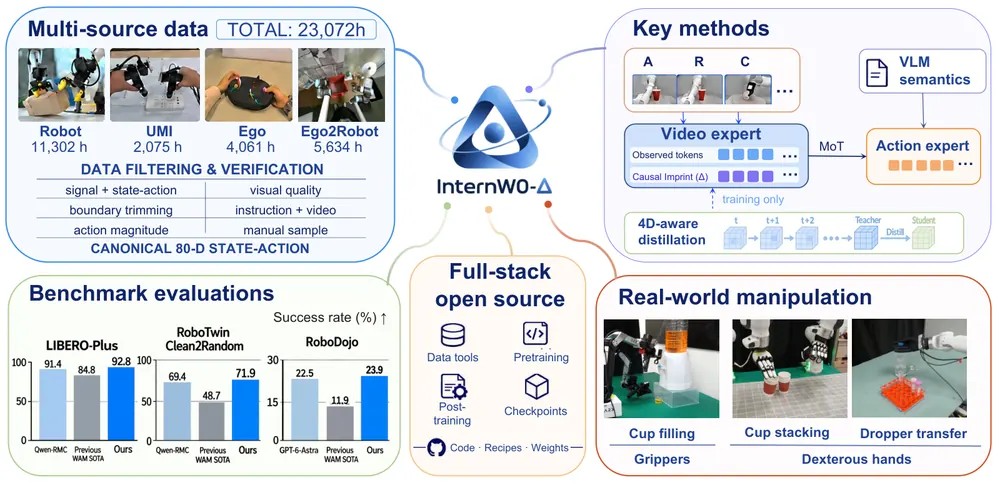 Multi-source data
TOTAL: 23,072h
Robot
11,302 h
UMI
2,075 h
Ego
4,061 h
Ego2Robot
5,634 h
DATA FILTERING & VERIFICATION
signal + state-action
visual quality
boundary trimming
instruction + video
action magnitude
manual sample
CANONICAL 80-D STATE-ACTION
InternW0-Δ
Key methods
A R C
...
VLM
semantics
Video expert
Observed tokens
...
Causal Imprint (Δ)
...
MoT
Action expert
...
training only
4D-aware
distillation
t
t+1
t+2
...
Teacher
Distill
Student
Benchmark evaluations
Success rate (%) ↑
LIBERO-Plus
100
50
0
91.4
84.8
92.8
Qwen-RMC
Previous
WAM SOTA
Ours
RoboTwin
Clean2Random
100
50
0
69.4
48.7
71.9
Qwen-RMC
Previous
WAM SOTA
Ours
RoboDojo
30
15
0
22.5
11.9
23.9
GPT-6-Astra
Previous
WAM SOTA
Ours
Full-stack
open source
Data tools
Pretraining
Post-
training
Checkpoints
Code · Recipes · Weights
Real-world manipulation
Cup filling
Cup stacking
Dropper transfer
Grippers
Dexterous hands